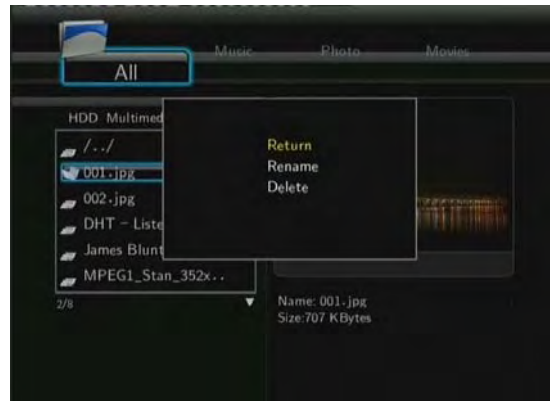 Music Photo Movies
All
HDD Multimed
/../
001.jpg
002.jpg
DHT - Liste
James Blunt
MPEG1_Stan_352x..
2/8
Return
Rename
Delete
Name: 001.jpg
Size:707 KBytes